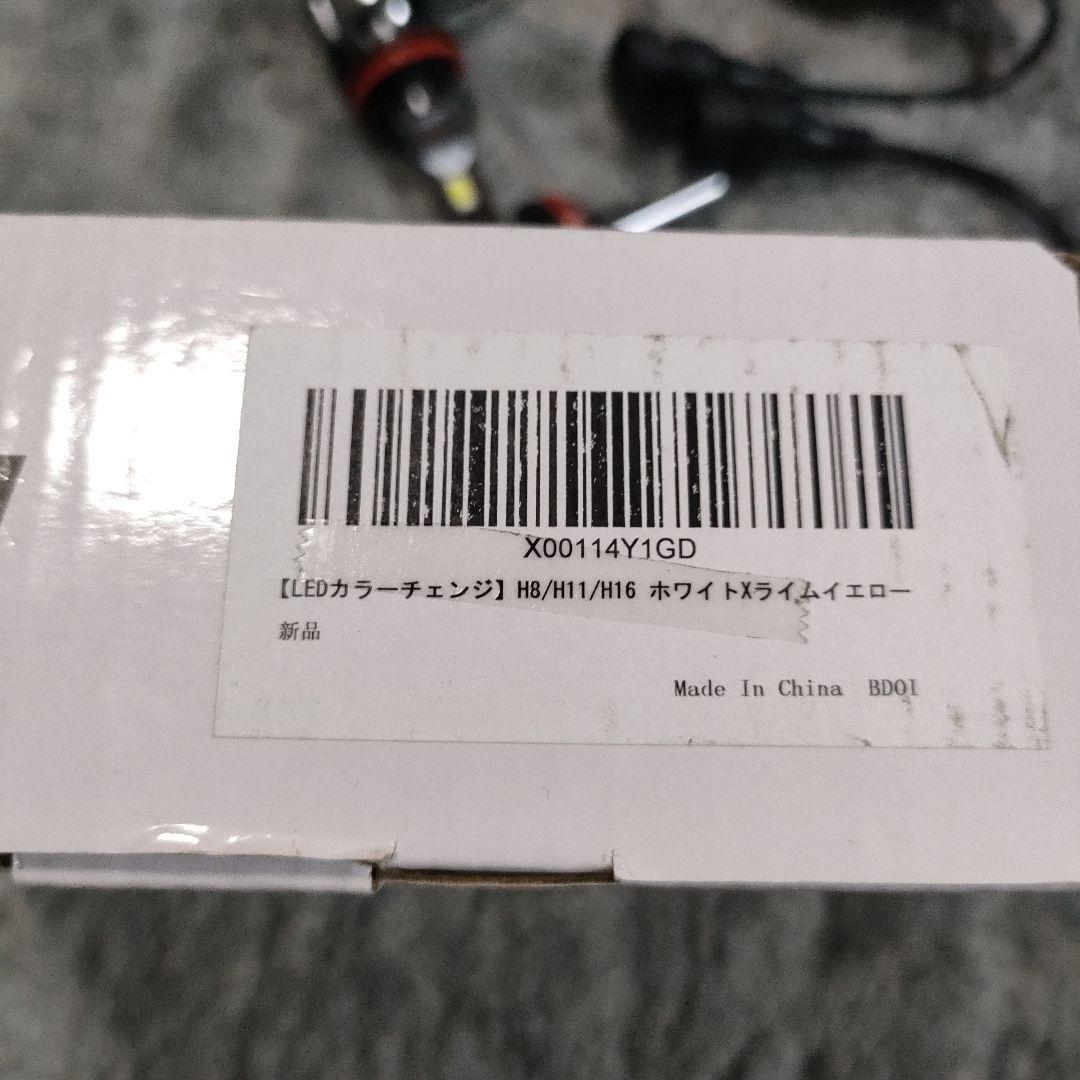 X00114Y1GD
【LEDカラーチェンジ】H8/H11/H16 ホワイトXライムイエロー
新品
Made In China BDOI